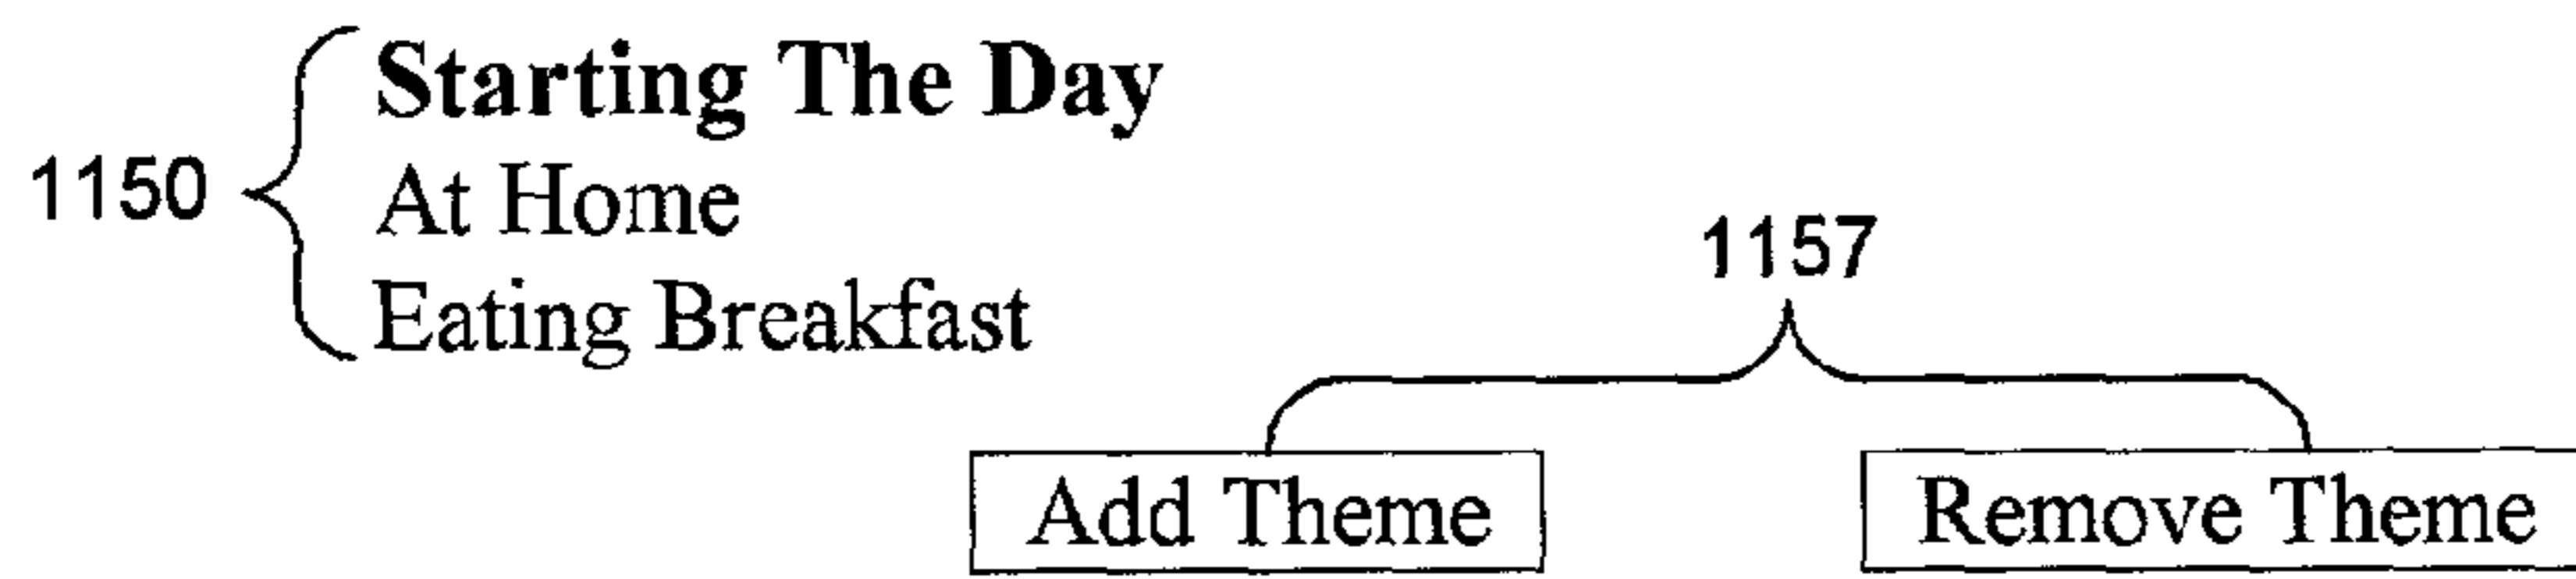 Starting The Day
1150 At Home
Eating Breakfast
1157
Add Theme Remove Theme